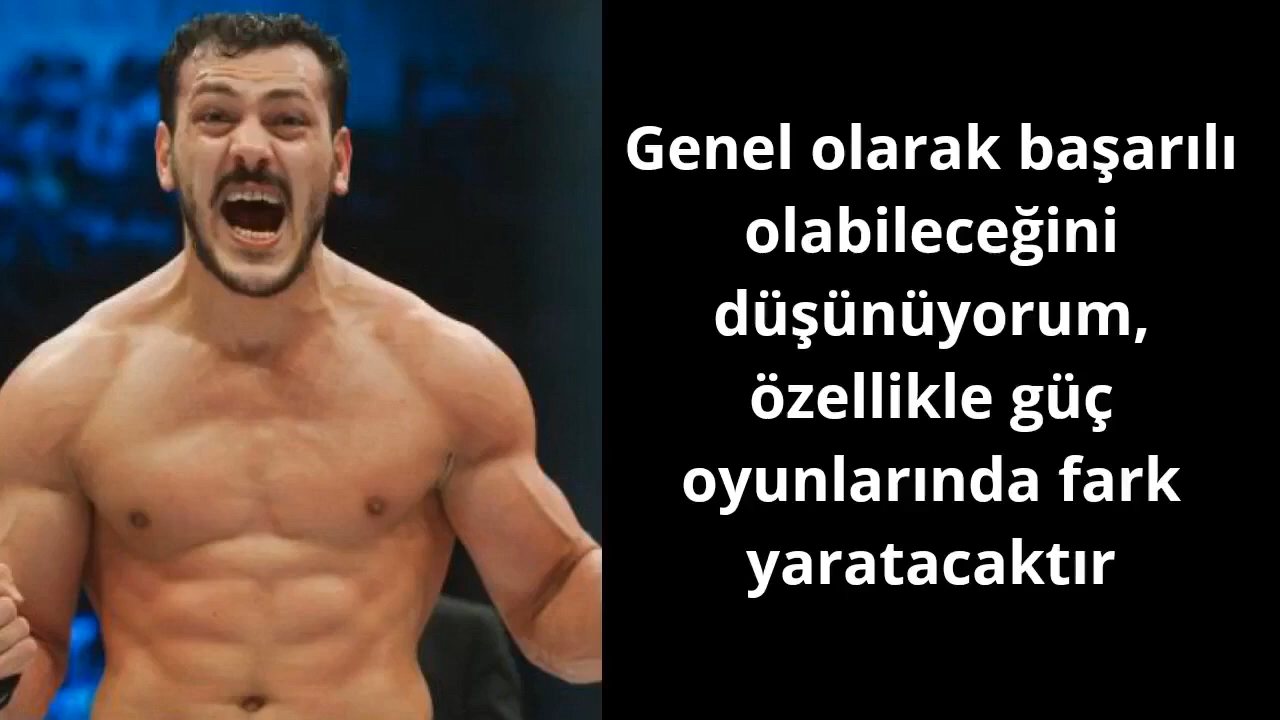 Genel olarak başarılı
olabileceğini
düşünüyorum,
özellikle güç
oyunlarında fark
yaratacaktır